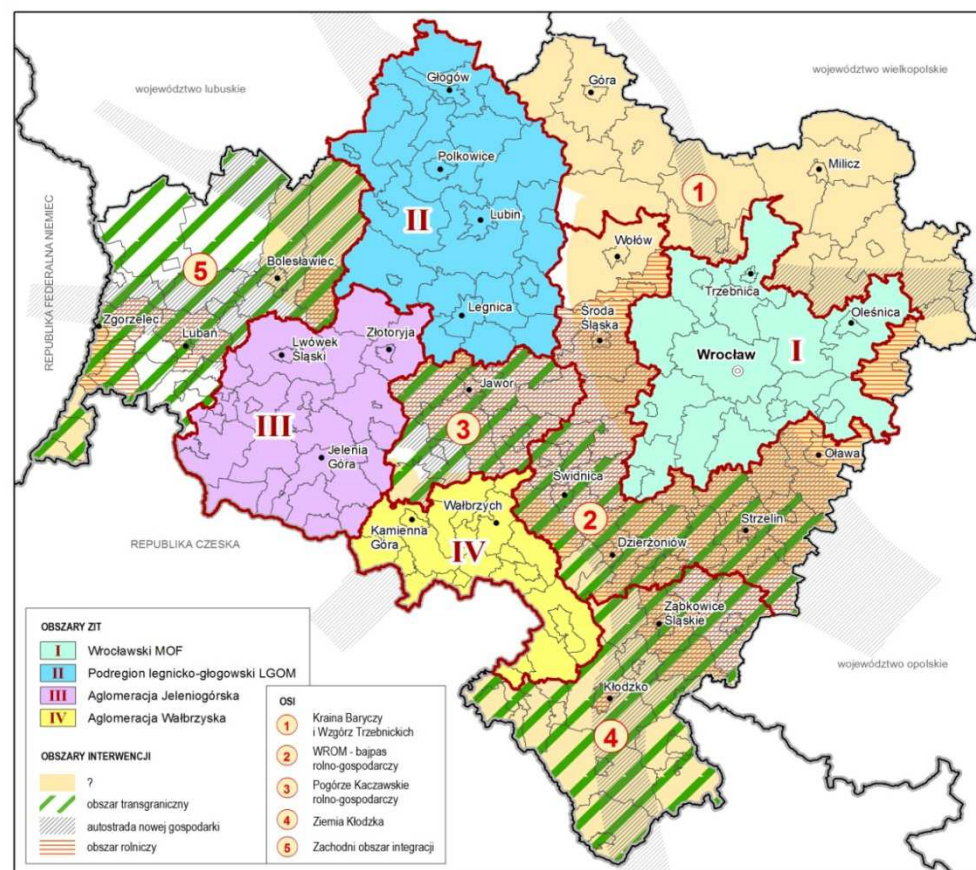 województwo lubuskie
województwo wielkopolskie
REPUBLIKA FEDERALNA NIEMIEC
Głogów
Góra
Polkowice
Milicz
1
II
Lubin
Wołów
5
Bolesławiec
Trzebnica
Zgorzelec
Legnica
Środa
Śląska
Oleśnica
Lubań
Lwówek
Śląski
Złotoryja
Wrocław
I
Jawor
III
3
Jelenia
Góra
Oława
Świdnica
Wałbrzych
2
Strzelin
Kamienna
Góra
REPUBLIKA CZESKA
IV
Dzierżoniów
Ząbkowice
Śląskie
województwo opolskie
Kłodzko
4
OBSZARY ZIT
I Wrocławski MOF
II Podregion legnicko-głogowski LGOM
III Aglomeracja Jeleniogórska
IV Aglomeracja Wałbrzyska
OBSZARY INTERWENCJI
?
obszar transgraniczny
autostrada nowej gospodarki
obszar rolniczy
OSI
1 Kraina Baryczy
i Wzgórz Trzebnickich
2 WROM - bajpas
rolno-gospodarczy
3 Pogórze Kaczawskie
rolno-gospodarczy
4 Ziemia Kłodzka
5 Zachodni obszar integracji